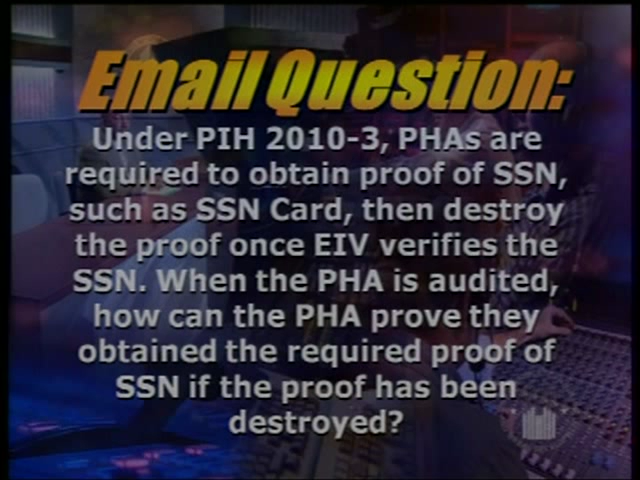 Email Question:
Under PIH 2010-3, PHAs are
required to obtain proof of SSN,
such as SSN Card, then destroy
the proof once EIV verifies the
SSN. When the PHA is audited,
how can the PHA prove they
obtained the required proof of
SSN if the proof has been
destroyed?